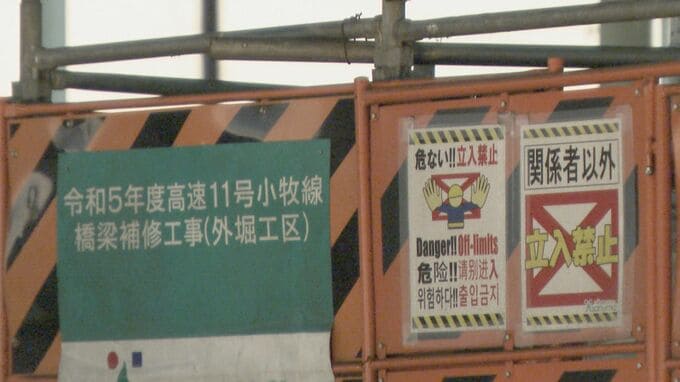 令和5年度高速11号小牧線
橋梁補修工事(外堀工区)
危ない!!立入禁止
Danger!! Off-limits
危险!! 请别进入
위험하다!! 출입금지
関係者以外
立入禁止